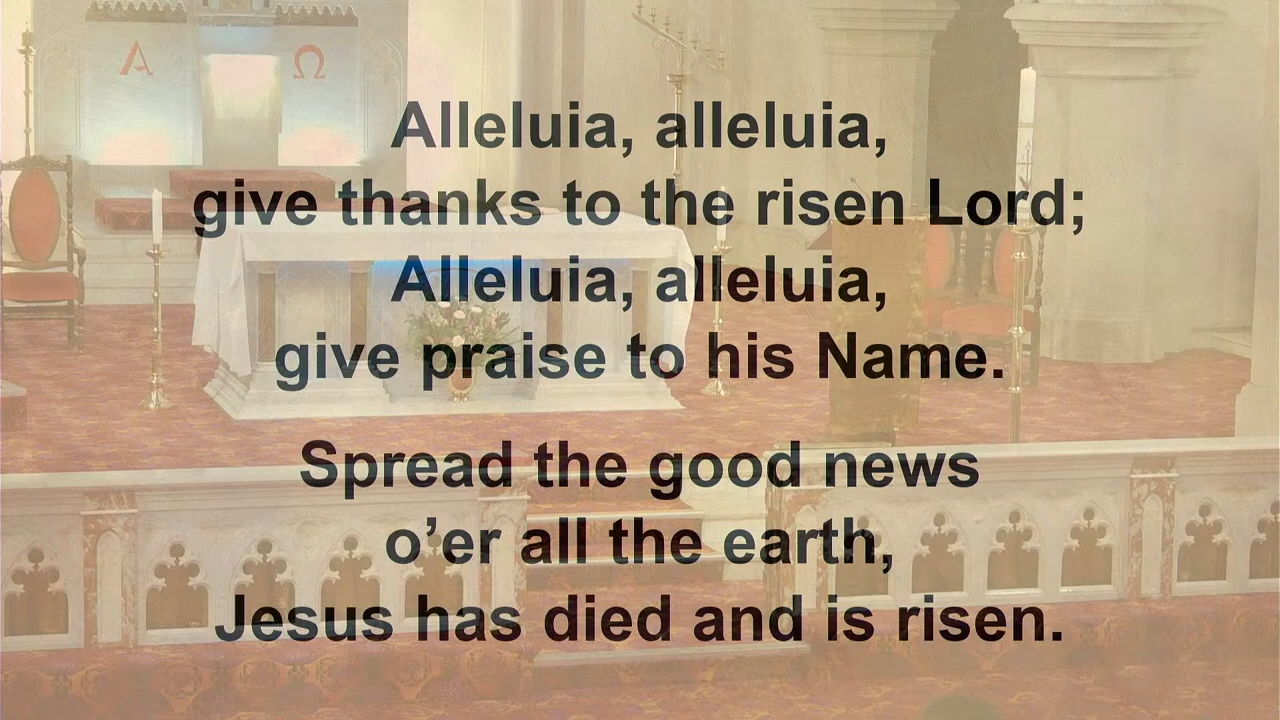 Α Ω
Alleluia, alleluia,
give thanks to the risen Lord;
Alleluia, alleluia,
give praise to his Name.
Spread the good news
o’er all the earth,
Jesus has died and is risen.